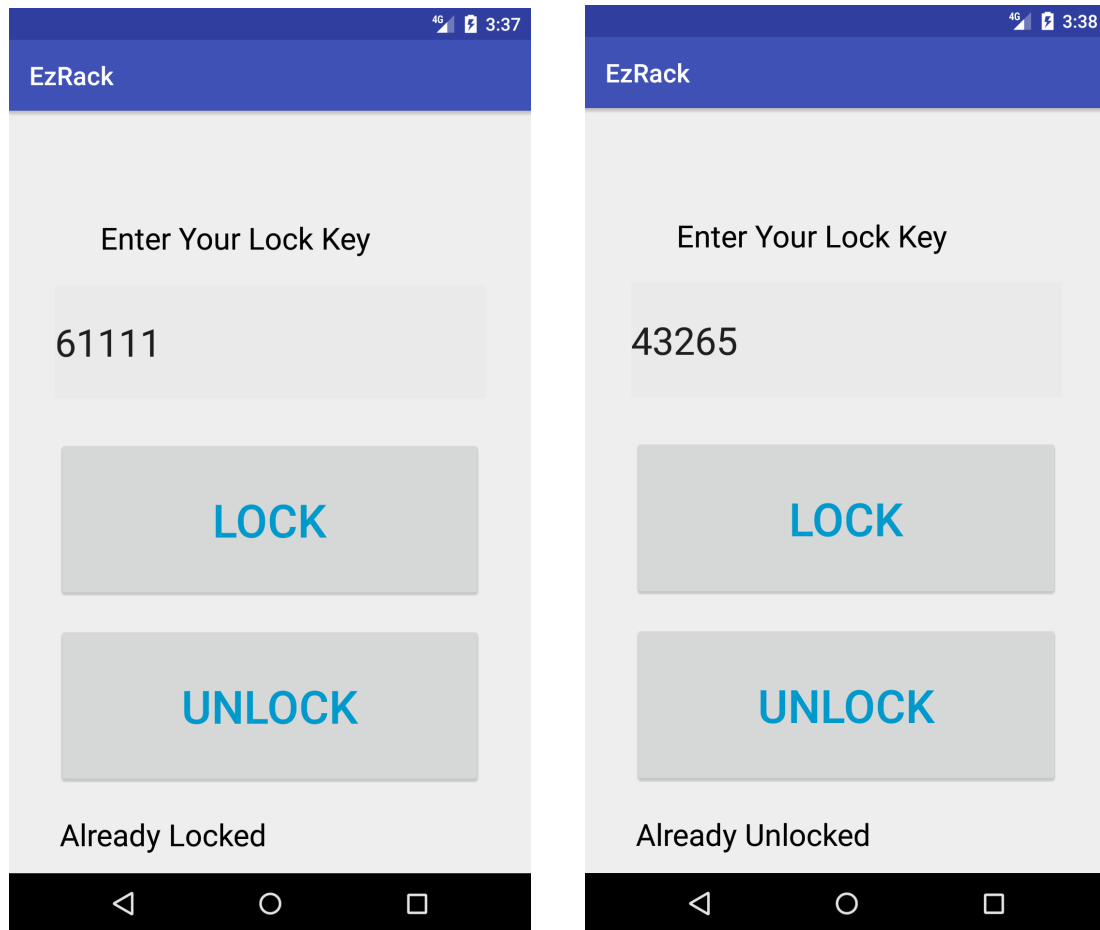 4G 3:37
EzRack
Enter Your Lock Key
61111
LOCK
UNLOCK
Already Locked
4G 3:38
EzRack
Enter Your Lock Key
43265
LOCK
UNLOCK
Already Unlocked